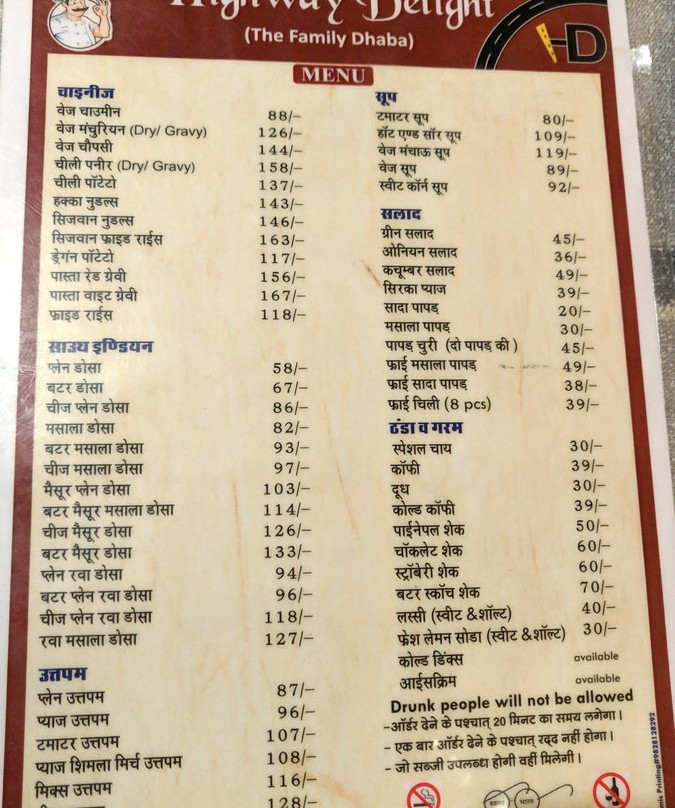 Highway Delight
(The Family Dhaba)
HD
MENU
चाइनीज
वेज चाउमीन 88/-
वेज मंचुरियन (Dry/ Gravy) 126/-
वेज चौपसी 144/-
चीली पनीर (Dry/ Gravy) 158/-
चीली पॉटेटो 137/-
हक्का नुडल्स 143/-
सिजवान नुडल्स 146/-
सिजवान फ्राइड राईस 163/-
ड्रेगंन पॉटेटो 117/-
पास्ता रेड ग्रेवी 156/-
पास्ता वाइट ग्रेवी 167/-
फ्राइड राईस 118/-
साउथ इण्डियन
प्लेन डोसा 58/-
बटर डोसा 67/-
चीज प्लेन डोसा 86/-
मसाला डोसा 82/-
बटर मसाला डोसा 93/-
चीज मसाला डोसा 97/-
मैसूर प्लेन डोसा 103/-
बटर मैसूर मसाला डोसा 114/-
चीज मैसूर डोसा 126/-
बटर मैसूर डोसा 133/-
प्लेन रवा डोसा 94/-
बटर प्लेन रवा डोसा 96/-
चीज प्लेन रवा डोसा 118/-
रवा मसाला डोसा 127/-
उत्तपम
प्लेन उत्तपम 87/-
प्याज उत्तपम 96/-
टमाटर उत्तपम 107/-
प्याज शिमला मिर्च उत्तपम 108/-
मिक्स उत्तपम 116/-
128/-
सूप
टमाटर सूप 80/-
हॉट एण्ड सॉर सूप 109/-
वेज मंचाऊ सूप 119/-
वेज सूप 89/-
स्वीट कॉर्न सूप 92/-
सलाद
ग्रीन सलाद 45/-
ओनियन सलाद 36/-
कचूम्बर सलाद 49/-
सिरका प्याज 39/-
सादा पापड़ 20/-
मसाला पापड़ 30/-
पापड़ चुरी (दो पापड़ की) 45/-
फ्राई मसाला पापड़ 49/-
फ्राई सादा पापड़ 38/-
फ्राई चिली (8 pcs) 39/-
ठंडा व गरम
स्पेशल चाय 30/-
कॉफी 39/-
दूध 30/-
कोल्ड कॉफी 39/-
पाईनेपल शेक 50/-
चॉकलेट शेक 60/-
स्ट्रॉबेरी शेक 60/-
बटर स्कॉच शेक 70/-
लस्सी (स्वीट &शॉल्ट) 40/-
फ्रेश लेमन सोडा (स्वीट &शॉल्ट) 30/-
कोल्ड डिंक्स available
आईसक्रिम available
Drunk people will not be allowed
-ऑर्डर देने के पश्चात् 20 मिनट का समय लगेगा।
- एक बार ऑर्डर देने के पश्चात् रद्द नहीं होगा।
- जो सब्जी उपलब्ध होगी वहीं मिलेगी।
Printing#9828128292